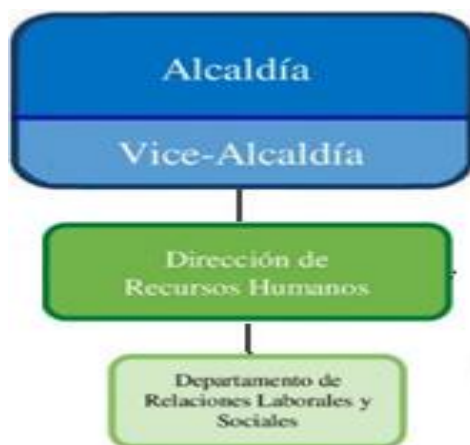 Alcaldía
Vice-Alcaldía
Dirección de
Recursos Humanos
Departamento de
Relaciones Laborales y
Sociales